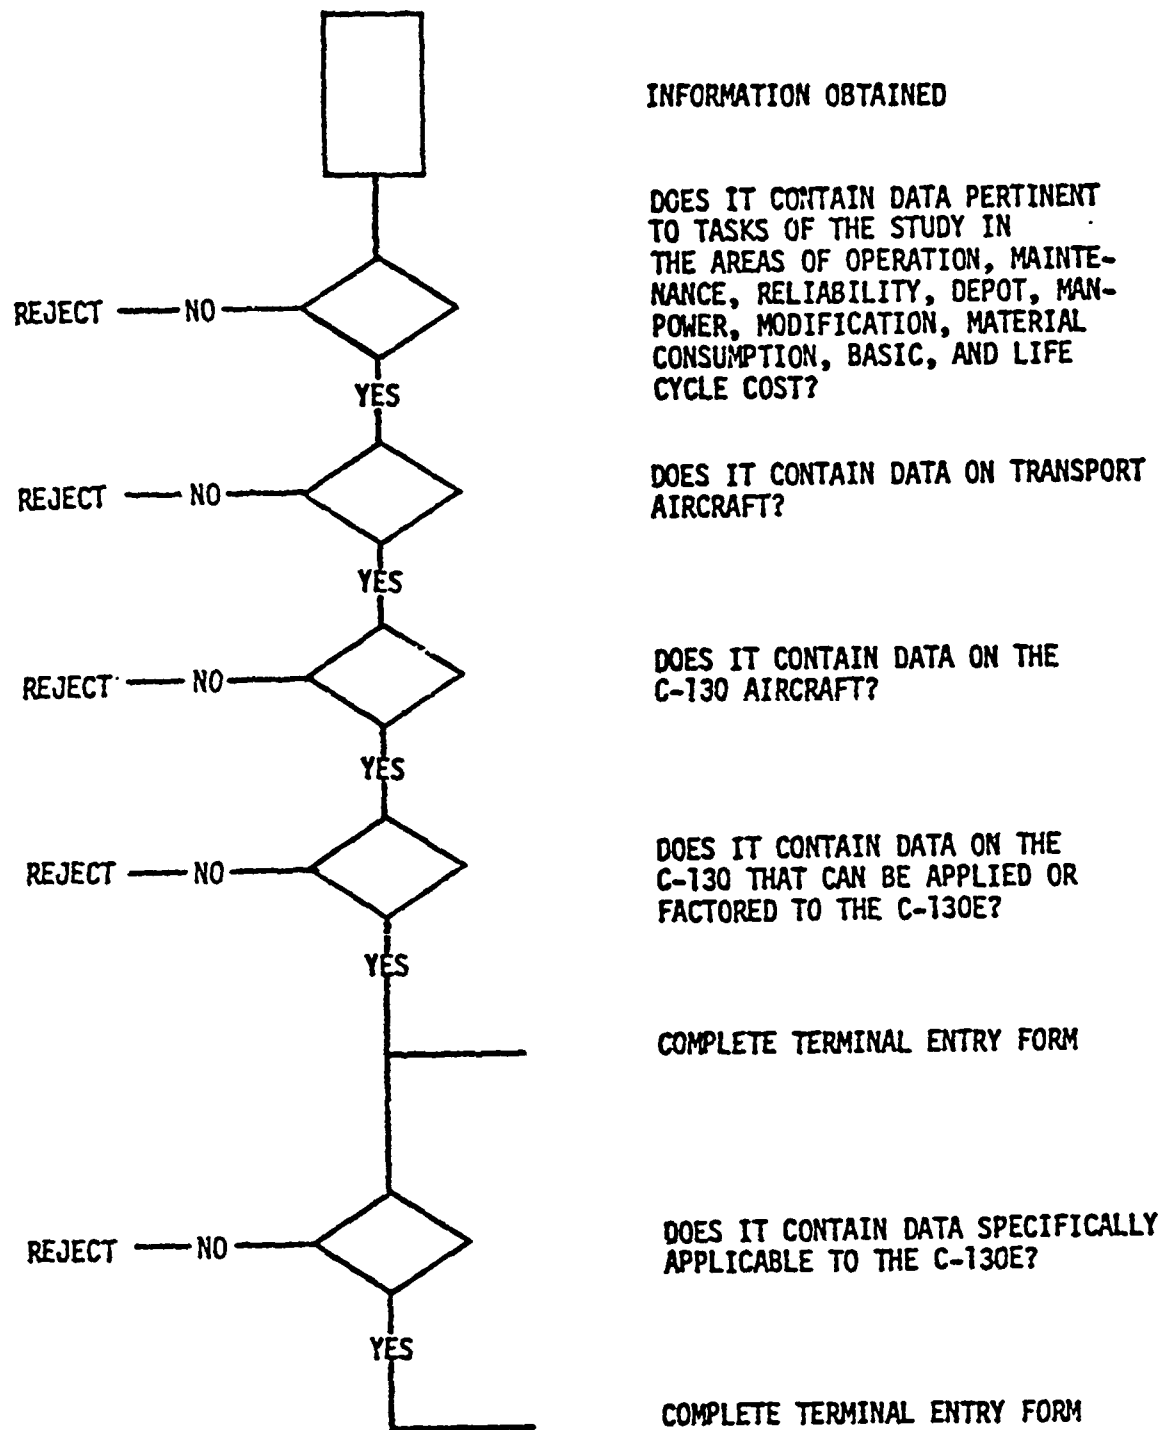 INFORMATION OBTAINED
DOES IT CONTAIN DATA PERTINENT
TO TASKS OF THE STUDY IN
THE AREAS OF OPERATION, MAINTE-
NANCE, RELIABILITY, DEPOT, MAN-
POWER, MODIFICATION, MATERIAL
CONSUMPTION, BASIC, AND LIFE
CYCLE COST?
REJECT
NO
YES
DOES IT CONTAIN DATA ON TRANSPORT
AIRCRAFT?
REJECT
NO
YES
DOES IT CONTAIN DATA ON THE
C-130 AIRCRAFT?
REJECT
NO
YES
DOES IT CONTAIN DATA ON THE
C-130 THAT CAN BE APPLIED OR
FACTORED TO THE C-130E?
REJECT
NO
YES
COMPLETE TERMINAL ENTRY FORM
DOES IT CONTAIN DATA SPECIFICALLY
APPLICABLE TO THE C-130E?
REJECT
NO
YES
COMPLETE TERMINAL ENTRY FORM